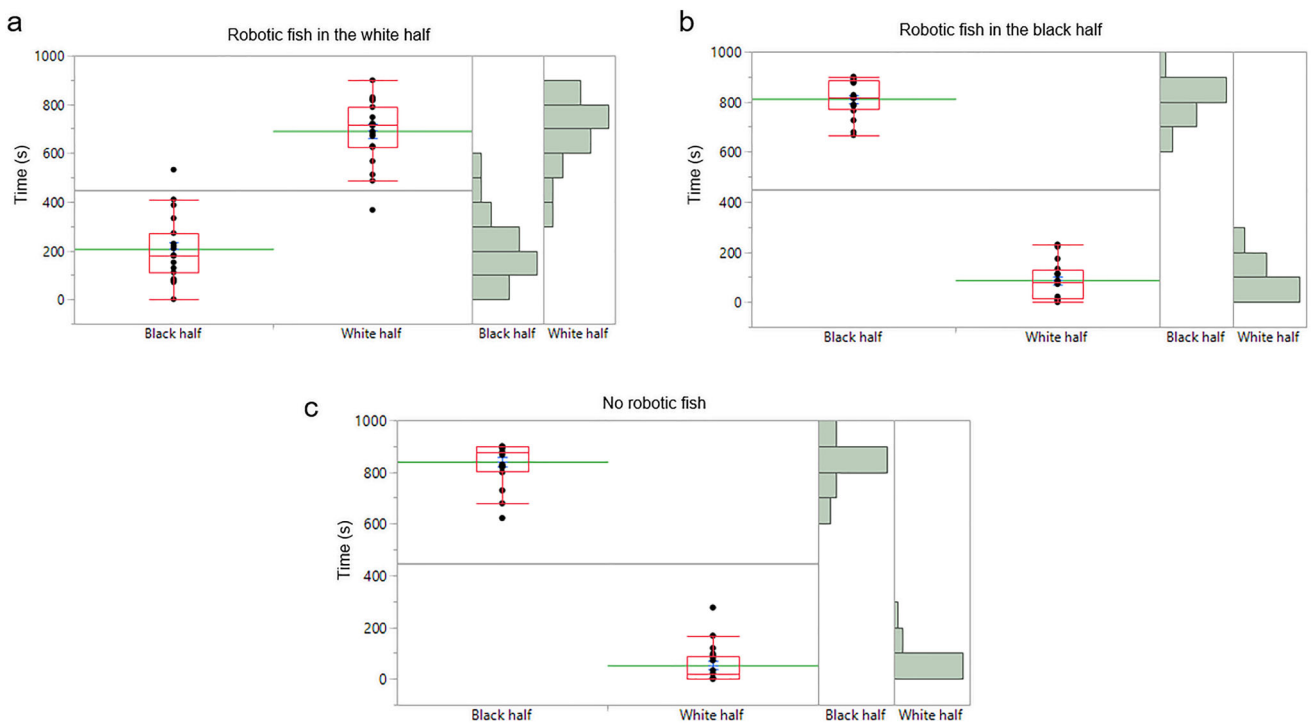 a
Robotic fish in the white half
1000
800
600
400
200
0
Time (s)
Black half
White half
Black half
White half
b
Robotic fish in the black half
1000
800
600
400
200
0
Time (s)
Black half
White half
Black half
White half
c
No robotic fish
1000
800
600
400
200
0
Time (s)
Black half
White half
Black half
White half